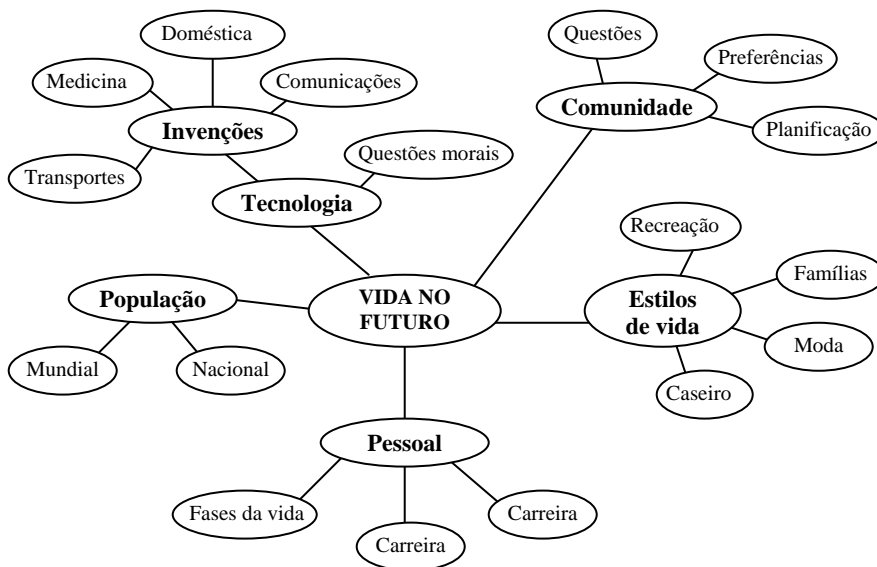 Doméstica
Questões
Medicina
Comunicações
Preferências
Invenções
Comunidade
Planificação
Transportes
Questões morais
Tecnologia
Recreação
Famílias
População
VIDA NO
FUTURO
Estilos
de vida
Mundial
Nacional
Moda
Caseiro
Pessoal
Fases da vida
Carreira
Carreira